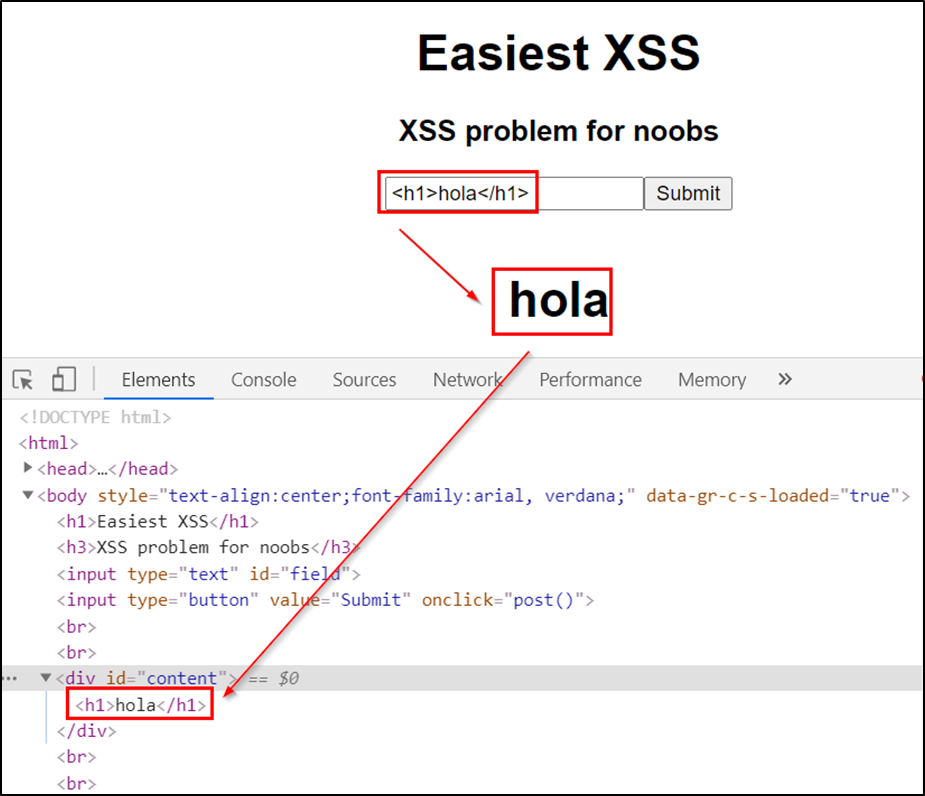 Easiest XSS
XSS problem for noobs
<h1>hola</h1> Submit
hola
Elements Console Sources Network Performance Memory »
<!DOCTYPE html>
<html>
<head>…</head>
<body style="text-align:center;font-family:arial, verdana;" data-gr-c-s-loaded="true">
<h1>Easiest XSS</h1>
<h3>XSS problem for noobs</h3>
<input type="text" id="field">
<input type="button" value="Submit" onclick="post()">
<br>
<br>
… <div id="content"> == $0
<h1>hola</h1>
</div>
<br>
<br>